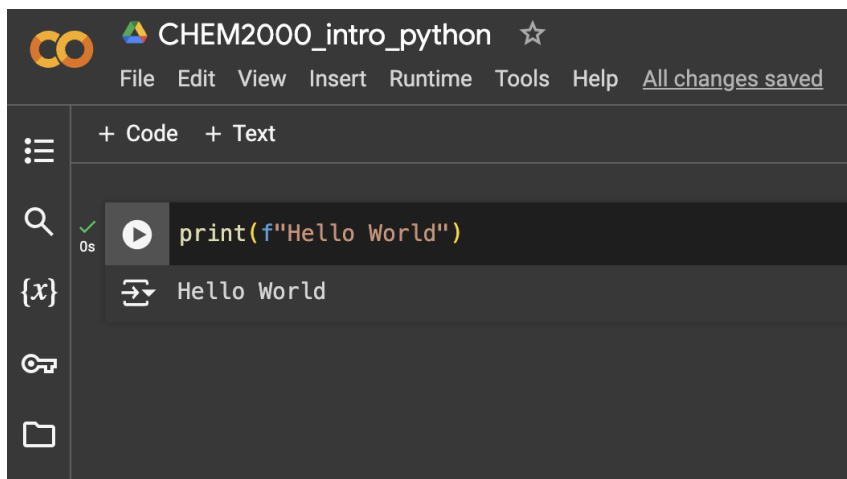 CHEM2000_intro_python
File Edit View Insert Runtime Tools Help All changes saved
+ Code + Text
0s
print(f"Hello World")
{x}
Hello World